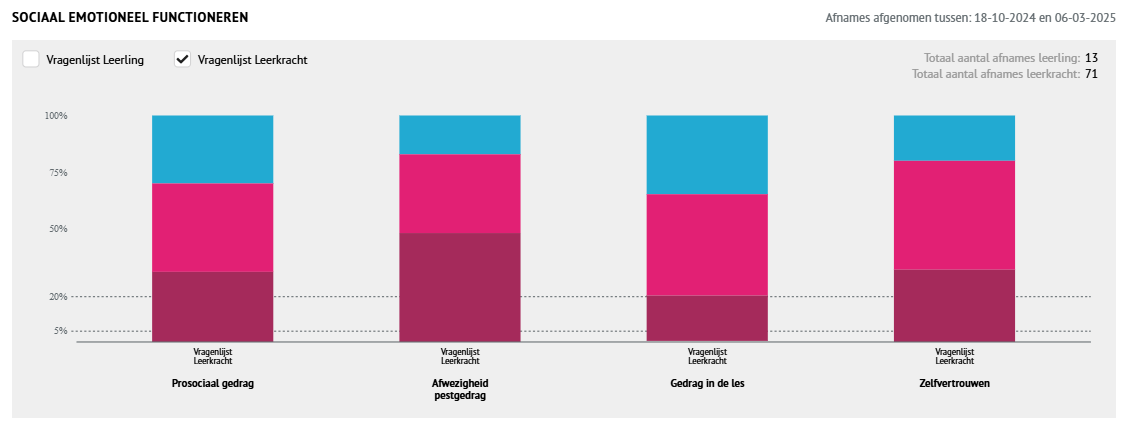 SOCIAAL EMOTIONEEL FUNCTIONEREN
Afnames afgenomen tussen: 18-10-2024 en 06-03-2025
Vragenlijst Leerling
Vragenlijst Leerkracht
Totaal aantal afnames leerling: 13
Totaal aantal afnames leerkracht: 71
100%
75%
50%
20%
5%
Vragenlijst
Leerkracht
Prosociaal gedrag
Vragenlijst
Leerkracht
Afwezigheid
pestgedrag
Vragenlijst
Leerkracht
Gedrag in de les
Vragenlijst
Leerkracht
Zelfvertrouwen